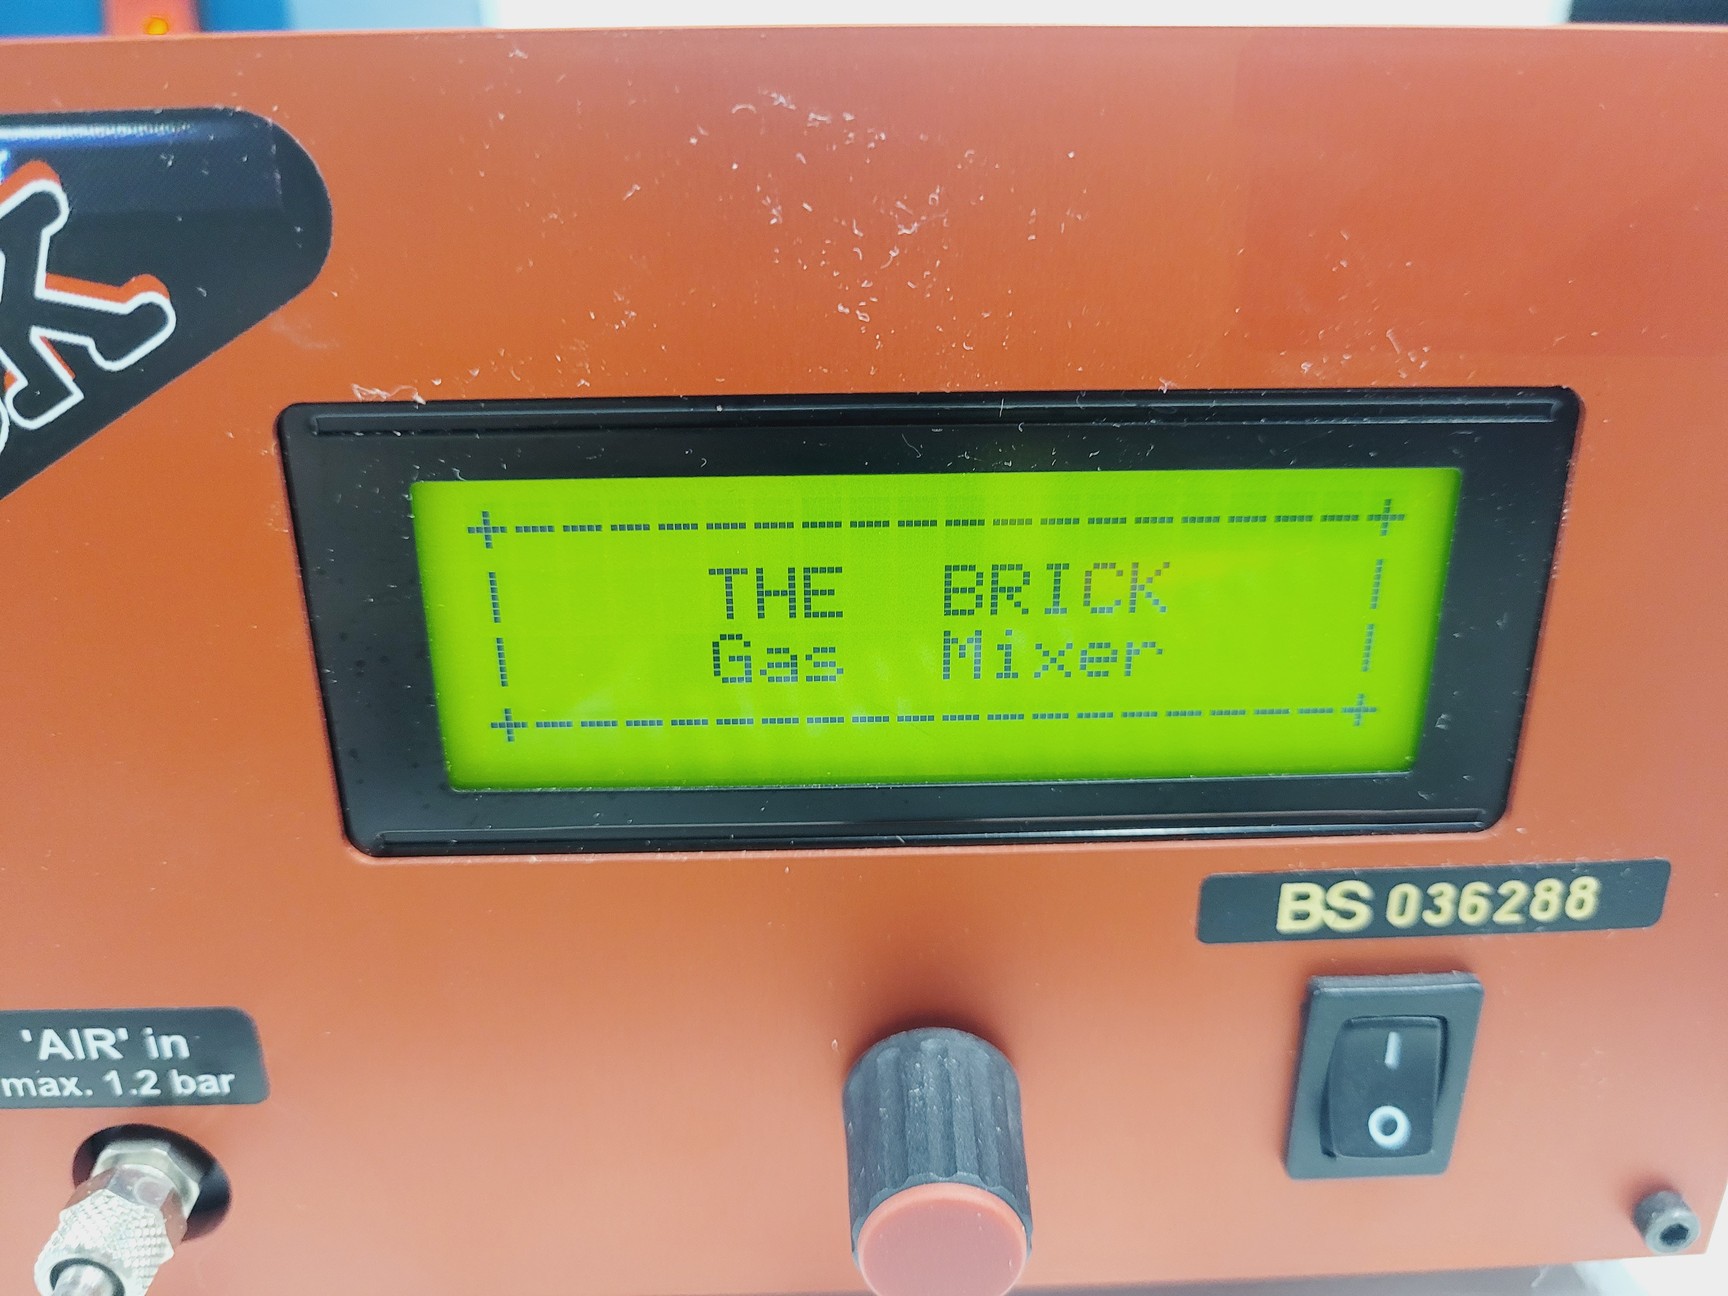 THE BRICK
Gas Mixer
BS 036288
'AIR' in
max. 1.2 bar